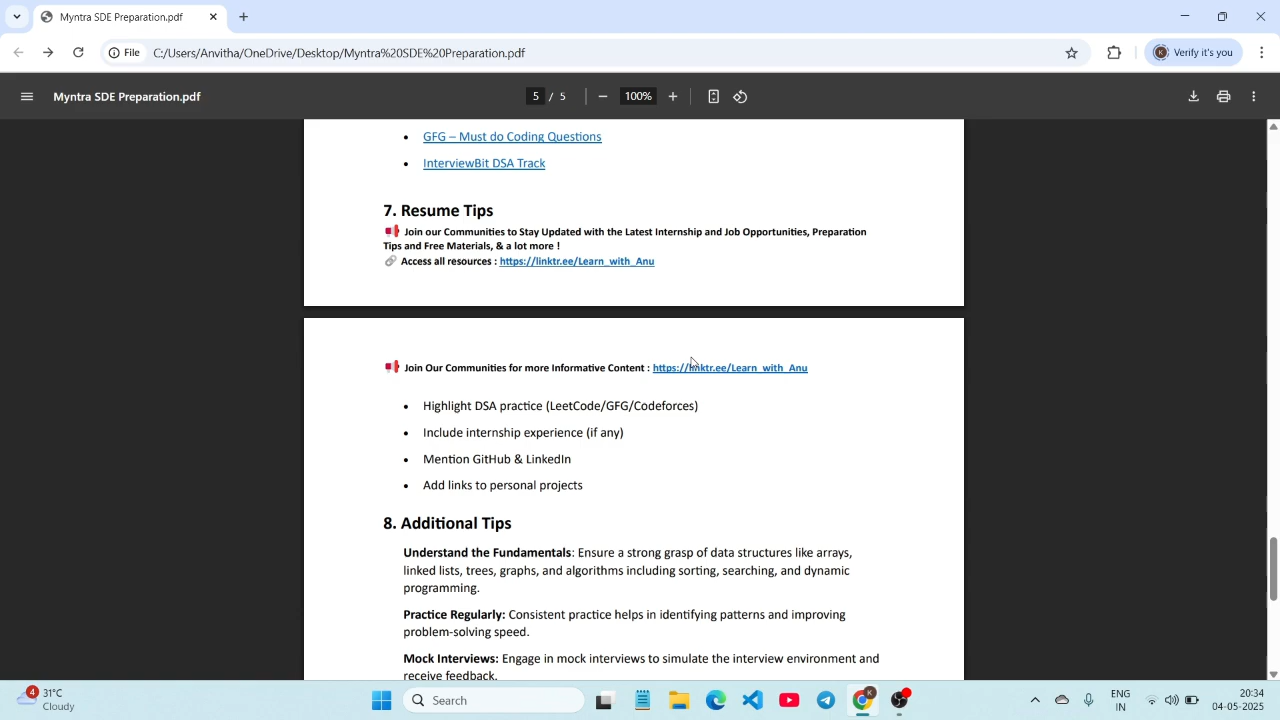 Myntra SDE Preparation.pdf
File
C:/Users/Anvitha/OneDrive/Desktop/Myntra%20SDE%20Preparation.pdf
K
Verify it's you
Myntra SDE Preparation.pdf
5 / 5
100%
GFG – Must do Coding Questions
InterviewBit DSA Track
7. Resume Tips
Join our Communities to Stay Updated with the Latest Internship and Job Opportunities, Preparation
Tips and Free Materials, & a lot more !
Access all resources : https://linktr.ee/Learn_with_Anu
Join Our Communities for more Informative Content : https://linktr.ee/Learn_with_Anu
• Highlight DSA practice (LeetCode/GFG/Codeforces)
• Include internship experience (if any)
• Mention GitHub & LinkedIn
• Add links to personal projects
8. Additional Tips
Understand the Fundamentals: Ensure a strong grasp of data structures like arrays,
linked lists, trees, graphs, and algorithms including sorting, searching, and dynamic
programming.
Practice Regularly: Consistent practice helps in identifying patterns and improving
problem-solving speed.
Mock Interviews: Engage in mock interviews to simulate the interview environment and
receive feedback.
4
31°C
Cloudy
Search
K
ENG
IN
20:34
04-05-2025